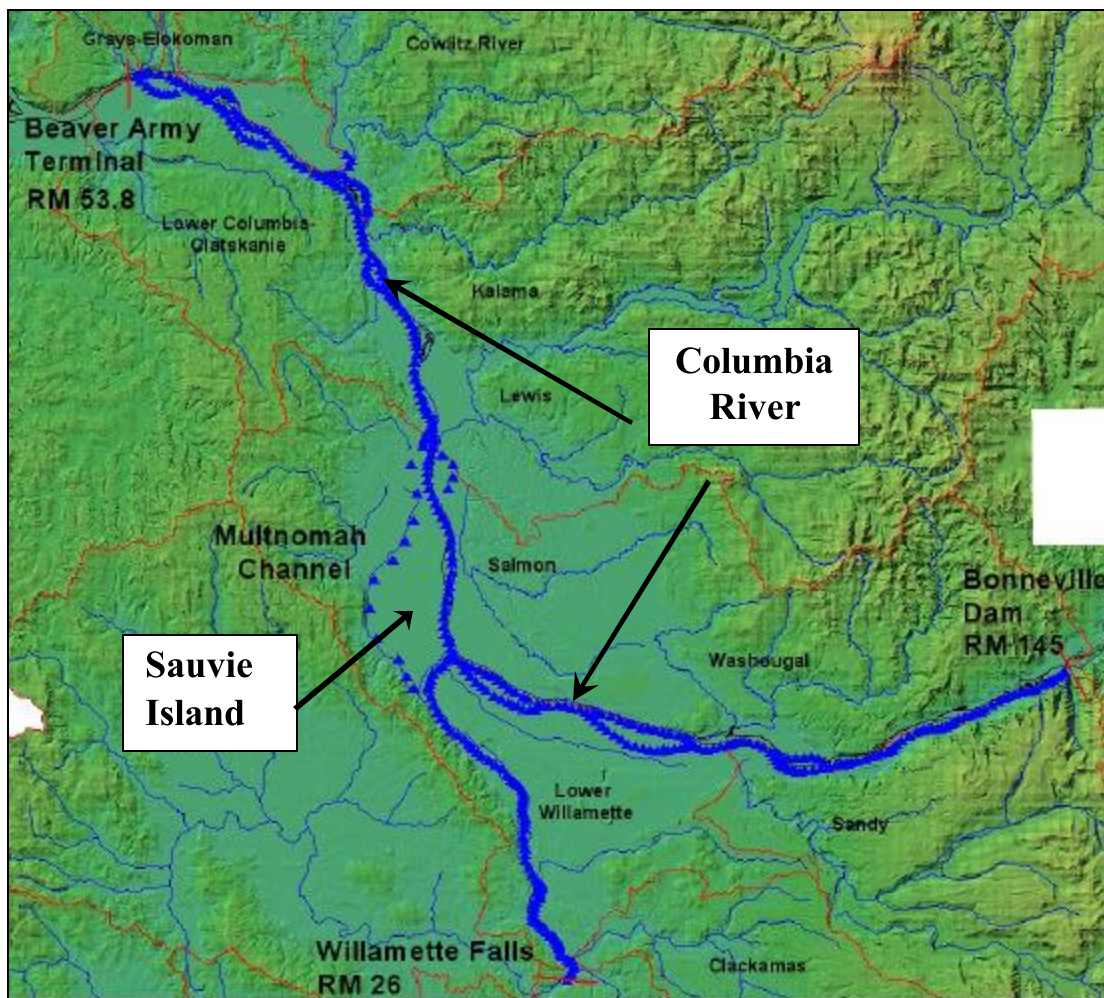 Grays-Elokoman
Cowlitz River
Beaver Army
Terminal
RM 53.8
Lower Columbia-
Clatskanie
Kalama
Columbia
River
Lewis
Multnomah
Channel
Salmon
Bonneville
Dam
RM 145
Sauvie
Island
Washougal
Lower
Willamette
Sandy
Willamette Falls
RM 26
Clackamas